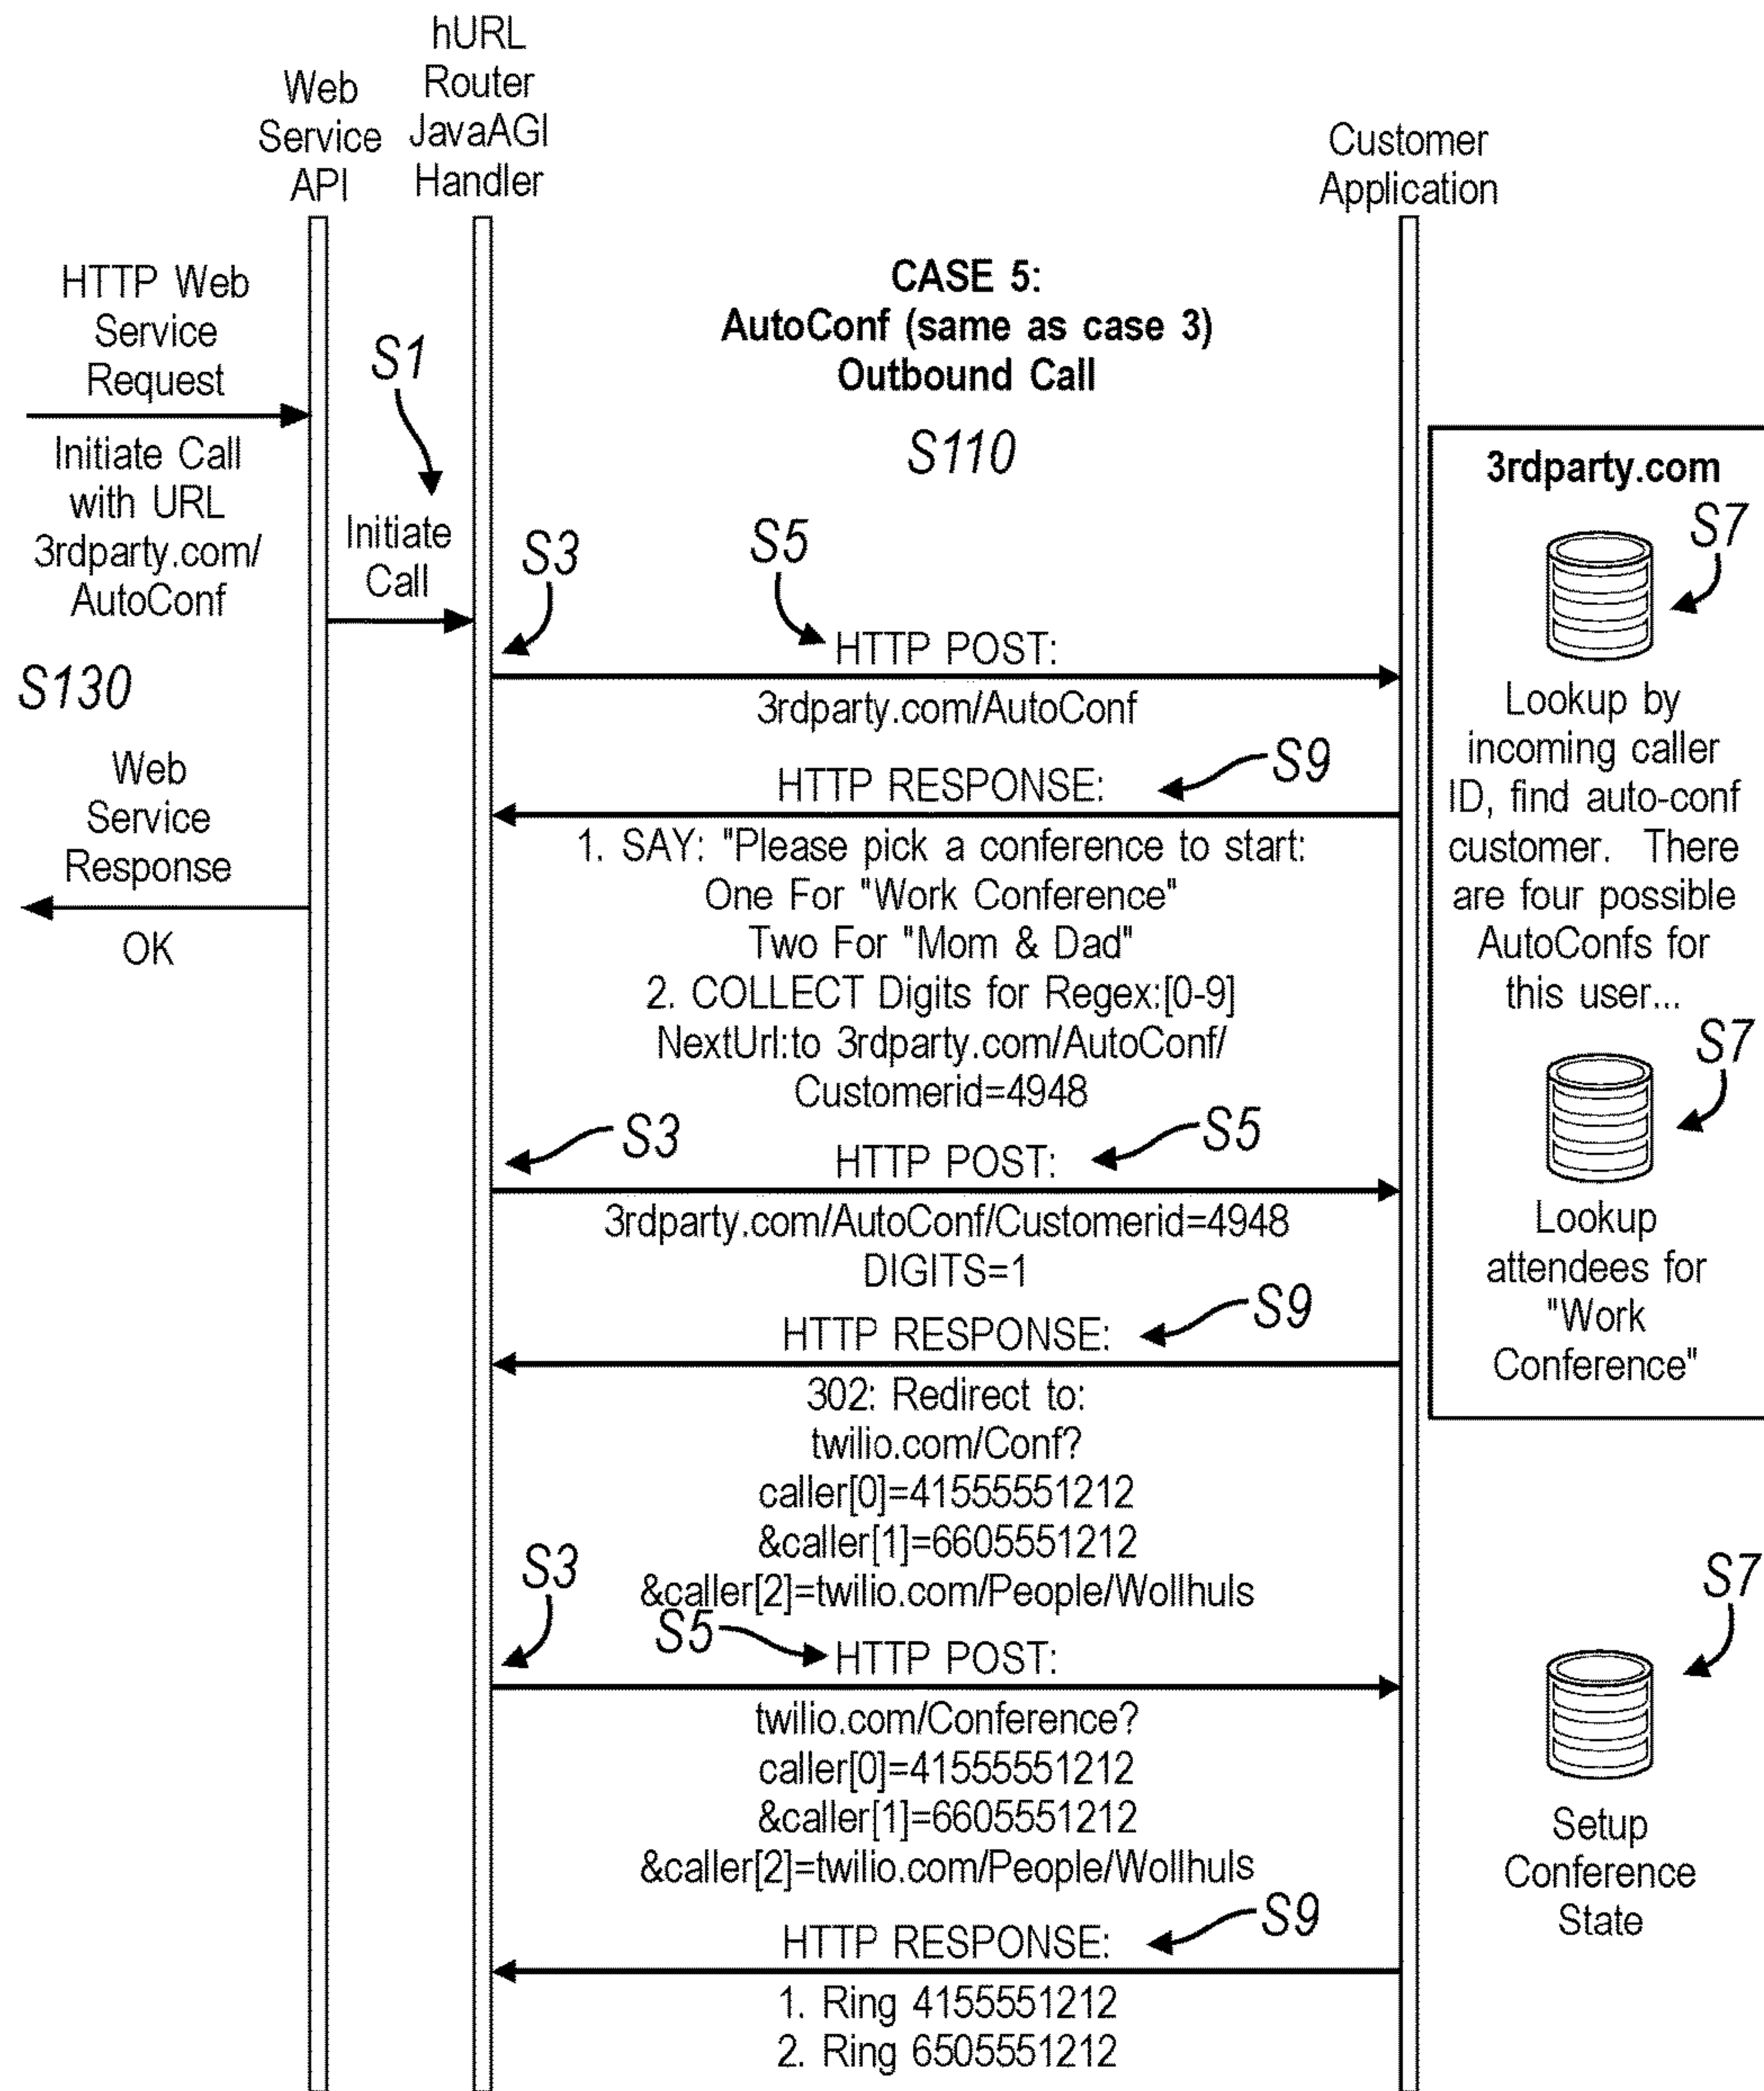 hURL
Router
JavaAGI
Handler
Web
Service
API
Customer
Application
HTTP Web
Service
Request
Initiate Call
with URL
3rdparty.com/
AutoConf
S130
Web
Service
Response
OK
S1
Initiate
Call
CASE 5:
AutoConf (same as case 3)
Outbound Call
S110
S3
S5
HTTP POST:
3rdparty.com/AutoConf
HTTP RESPONSE:
S9
1. SAY: "Please pick a conference to start:
One For "Work Conference"
Two For "Mom & Dad"
2. COLLECT Digits for Regex:[0-9]
NextUrl:to 3rdparty.com/AutoConf/
Customerid=4948
S3
HTTP POST:
S5
3rdparty.com/AutoConf/Customerid=4948
DIGITS=1
HTTP RESPONSE:
S9
302: Redirect to:
twilio.com/Conf?
caller[0]=41555551212
&caller[1]=6605551212
&caller[2]=twilio.com/People/Wollhuls
S3
S5
HTTP POST:
twilio.com/Conference?
caller[0]=41555551212
&caller[1]=6605551212
&caller[2]=twilio.com/People/Wollhuls
HTTP RESPONSE:
S9
1. Ring 4155551212
2. Ring 6505551212
3rdparty.com
S7
Lookup by
incoming caller
ID, find auto-conf
customer. There
are four possible
AutoConfs for
this user...
S7
Lookup
attendees for
"Work
Conference"
S7
Setup
Conference
State